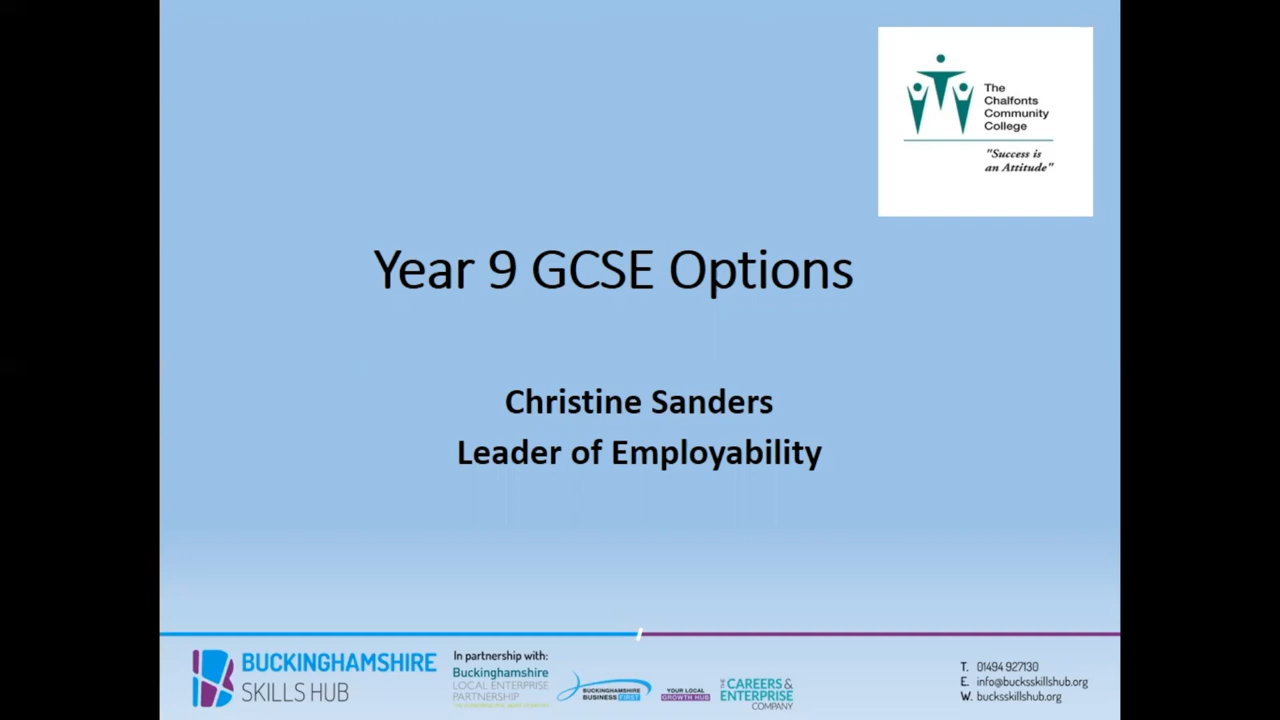 The
Chalfonts
Community
College
"Success is
an Attitude"
Year 9 GCSE Options
Christine Sanders
Leader of Employability
BUCKINGHAMSHIRE
SKILLS HUB
In partnership with:
Buckinghamshire
LOCAL ENTERPRISE
PARTNERSHIP
BUCKINGHAMSHIRE
BUSINESS FIRST
YOUR LOCAL
GROWTH HUB
THE CAREERS &
ENTERPRISE
COMPANY
T. 01494 927130
E. info@bucksskillshub.org
W. bucksskillshub.org